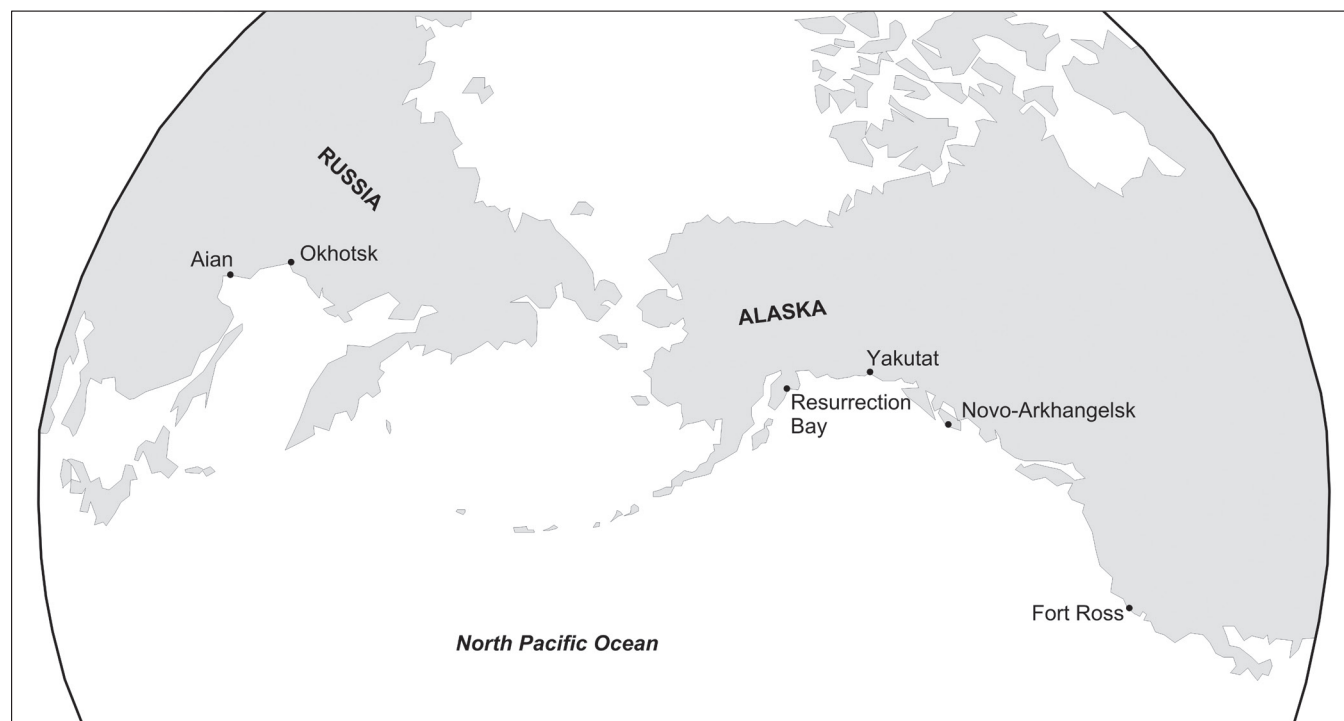 RUSSIA
Aian
Okhotsk
ALASKA
Yakutat
Resurrection
Bay
Novo-Arkhangelsk
Fort Ross
North Pacific Ocean